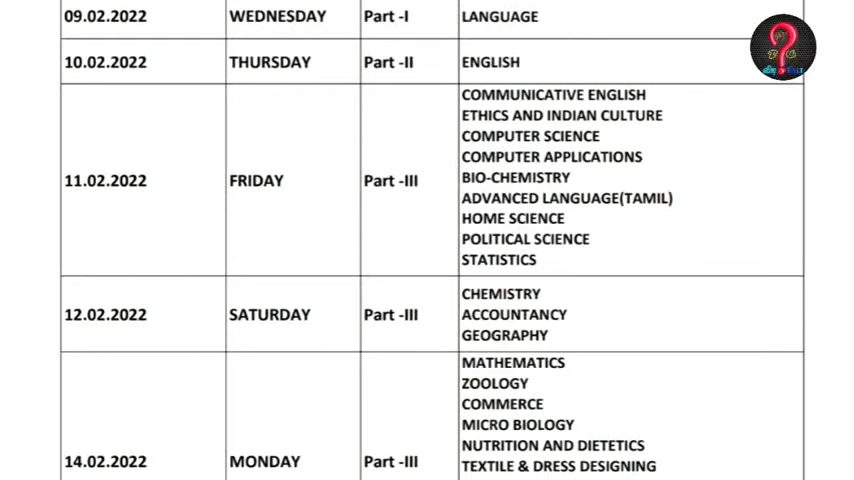 09.02.2022 WEDNESDAY Part -I LANGUAGE
10.02.2022 THURSDAY Part -II ENGLISH
COMMUNICATIVE ENGLISH
ETHICS AND INDIAN CULTURE
COMPUTER SCIENCE
COMPUTER APPLICATIONS
11.02.2022 FRIDAY Part -III BIO-CHEMISTRY
ADVANCED LANGUAGE(TAMIL)
HOME SCIENCE
POLITICAL SCIENCE
STATISTICS
CHEMISTRY
12.02.2022 SATURDAY Part -III ACCOUNTANCY
GEOGRAPHY
MATHEMATICS
ZOOLOGY
COMMERCE
MICRO BIOLOGY
NUTRITION AND DIETETICS
14.02.2022 MONDAY Part -III TEXTILE & DRESS DESIGNING